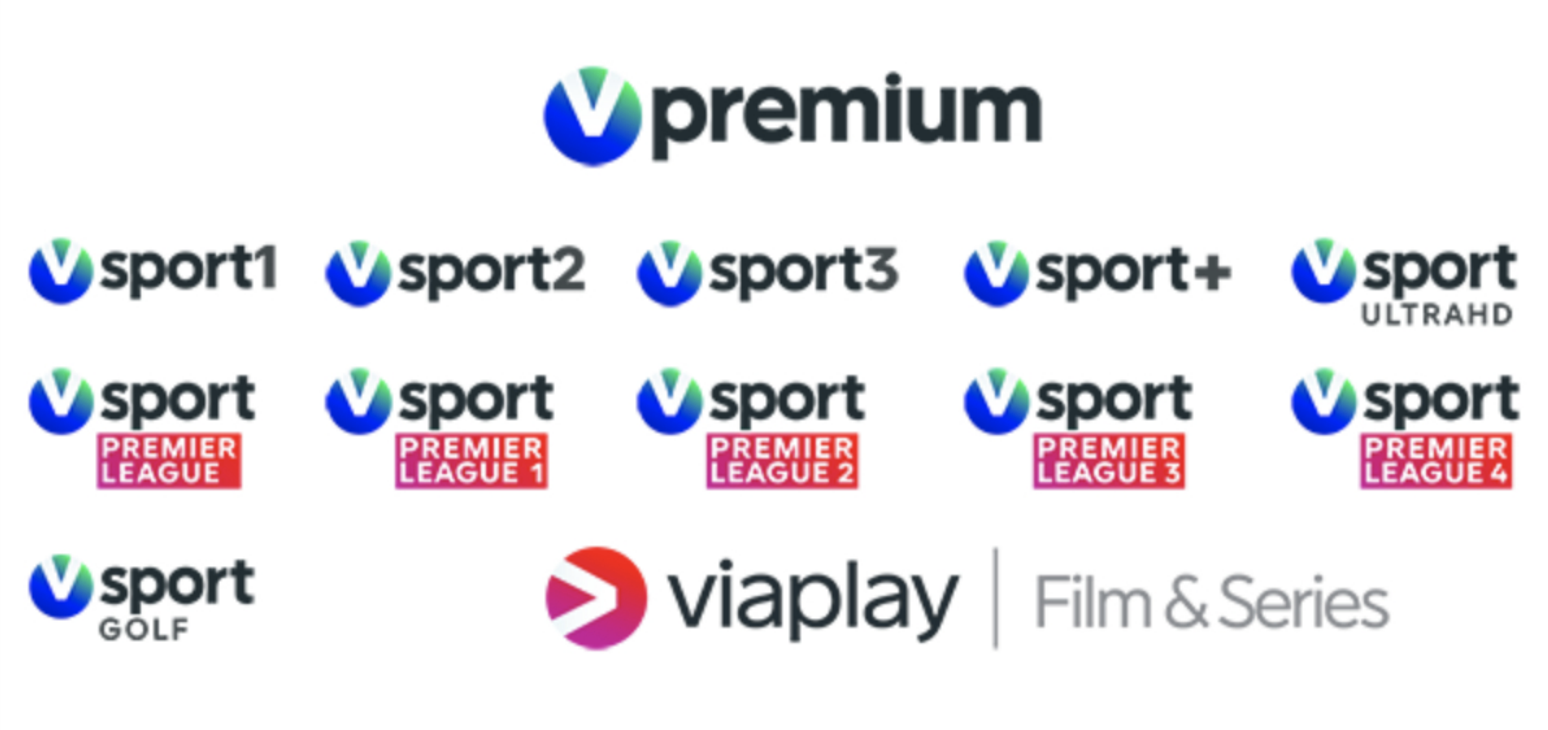 V premium
V sport1
V sport2
V sport3
V sport+
V sport
ULTRAHD
V sport
PREMIER
LEAGUE
V sport
PREMIER
LEAGUE 1
V sport
PREMIER
LEAGUE 2
V sport
PREMIER
LEAGUE 3
V sport
PREMIER
LEAGUE 4
V sport
GOLF
viaplay | Film & Series